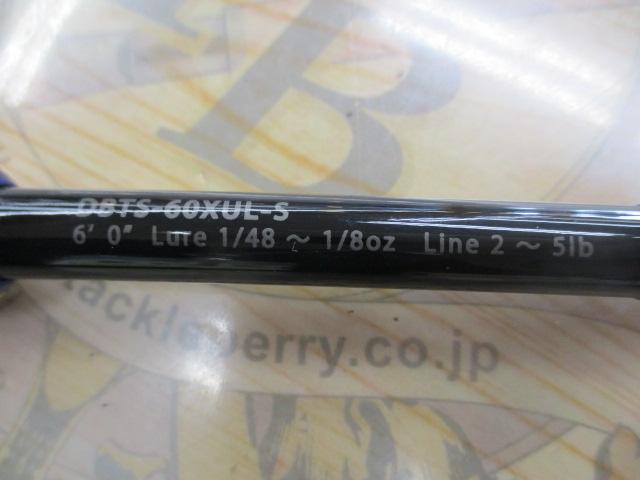 B
DBTS-60XUL-S
6' 0" Lure 1/48 ～ 1/8oz Line 2 ～ 5lb
tackleberry.co.jp